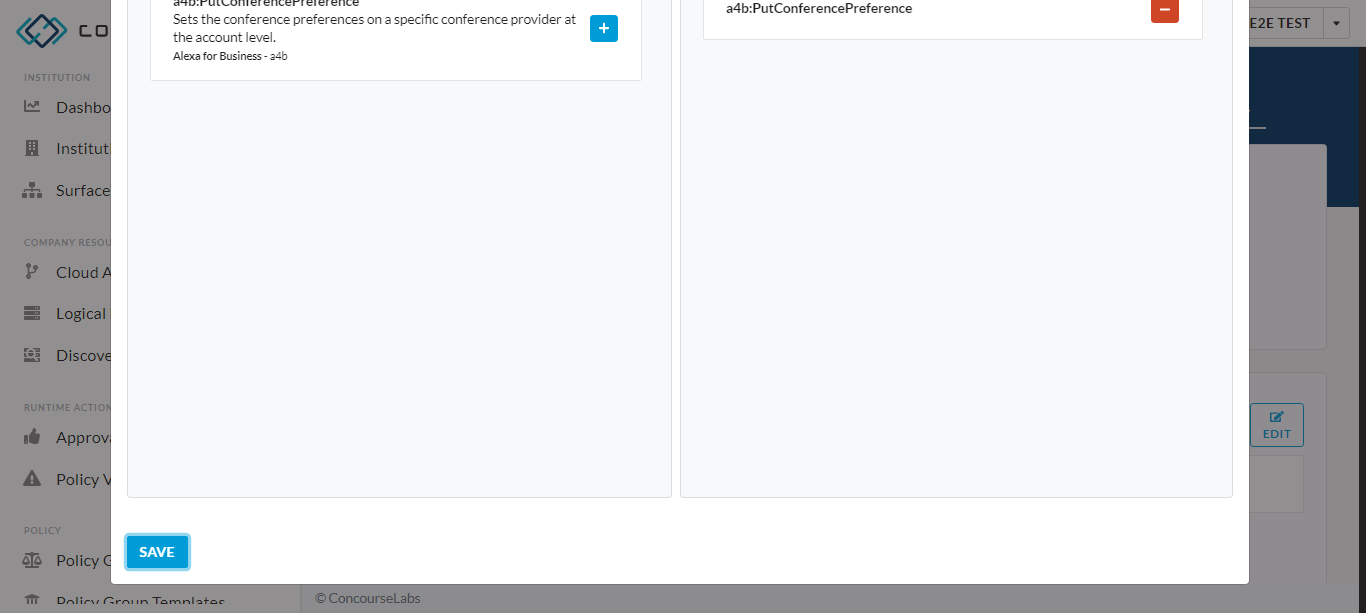 CO
E2E TEST
INSTITUTION
Dashbo
Instituti
Surface
COMPANY RESOU
Cloud A
Logical
Discove
RUNTIME ACTION
Approva
Policy V
POLICY
Policy G
Policy Group Templates
a4b:PutConferencePreference
Sets the conference preferences on a specific conference provider at
the account level.
Alexa for Business - a4b
a4b:PutConferencePreference
EDIT
SAVE
© ConcourseLabs